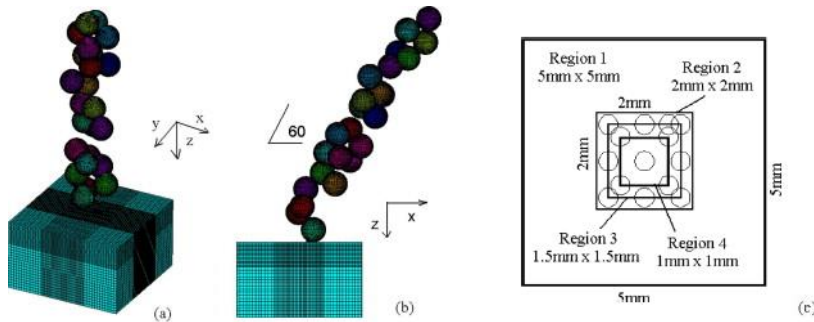 y
x
z
(a)
60
z
x
(b)
Region 1
5mm x 5mm
Region 2
2mm x 2mm
2mm
2mm
5mm
Region 3
1.5mm x 1.5mm
Region 4
1mm x 1mm
5mm
(c)